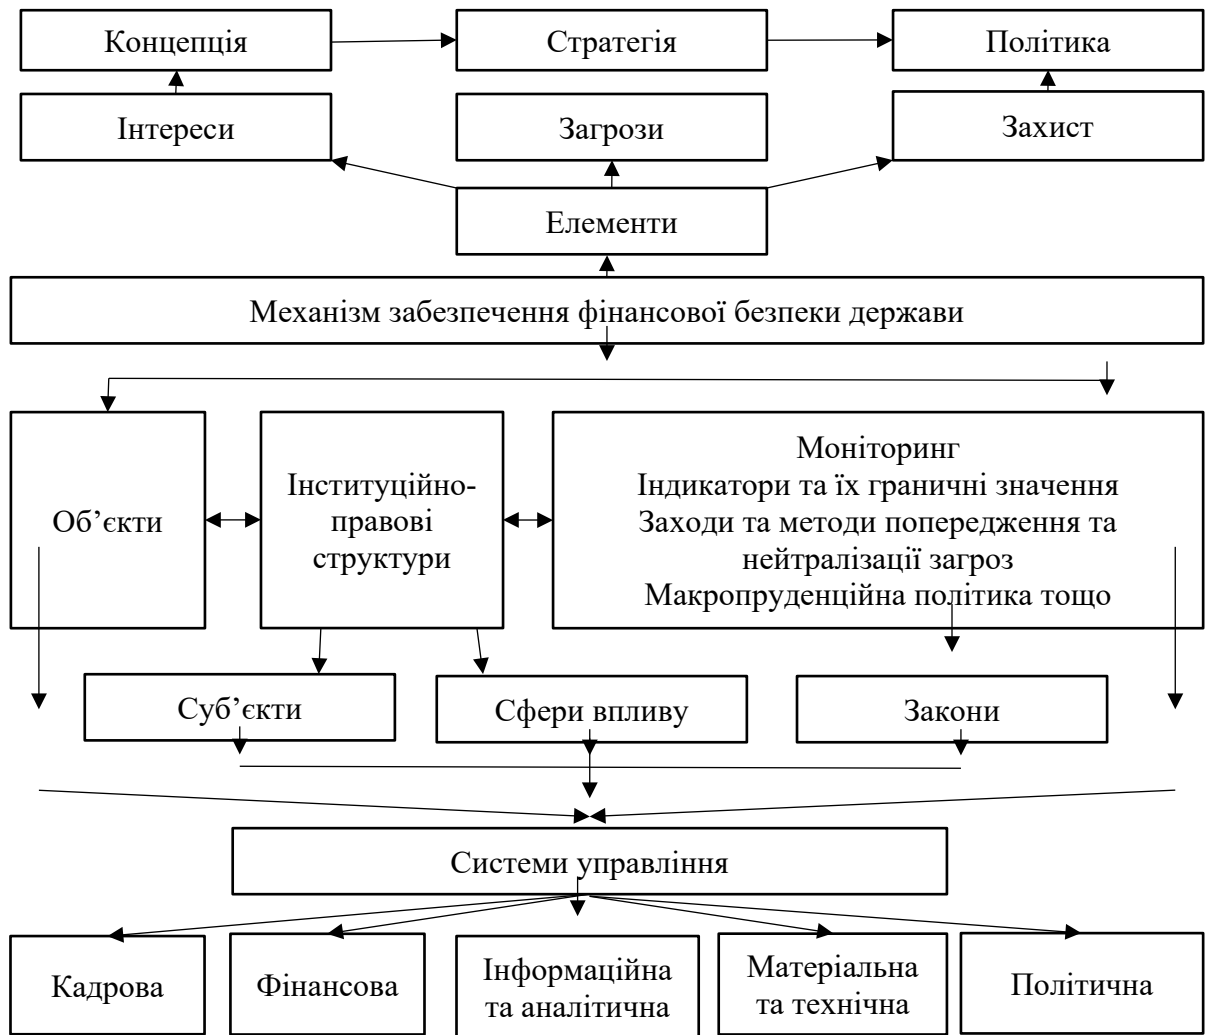 Концепція
Стратегія
Політика
Інтереси
Загрози
Захист
Елементи
Механізм забезпечення фінансової безпеки держави
Об’єкти
Інституційно-
правові
структури
Моніторинг
Індикатори та їх граничні значення
Заходи та методи попередження та
нейтралізації загроз
Макропруденційна політика тощо
Суб’єкти
Сфери впливу
Закони
Системи управління
Кадрова
Фінансова
Інформаційна
та аналітична
Матеріальна
та технічна
Політична